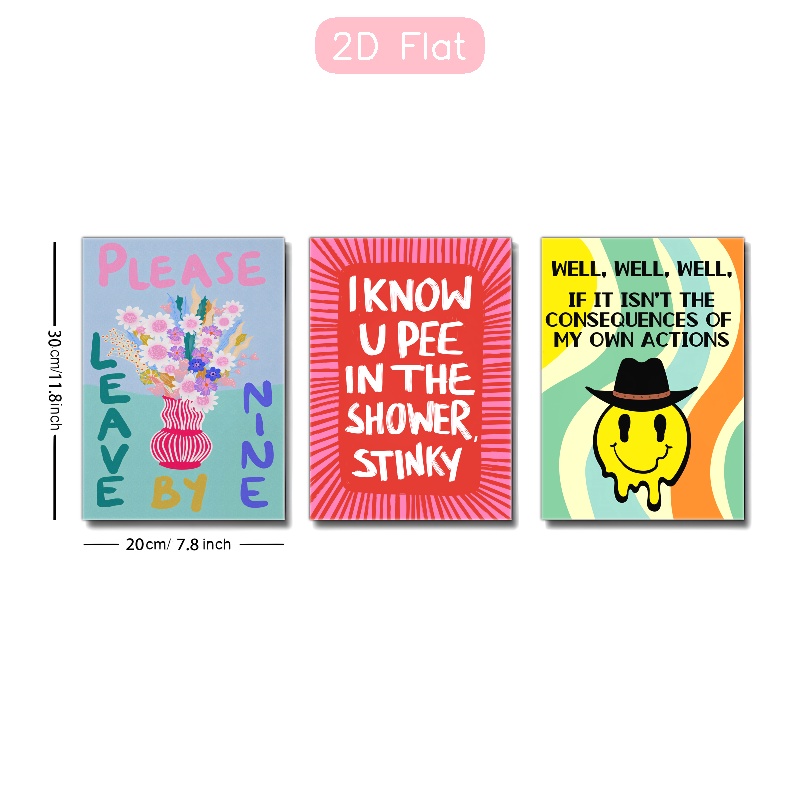 2D Flat
PLEASE
LEAVE
BY
NINE
30cm/11.8inch
20cm/ 7.8 inch
I KNOW
U PEE
IN THE
SHOWER,
STINKY
WELL, WELL, WELL,
IF IT ISN'T THE
CONSEQUENCES OF
MY OWN ACTIONS